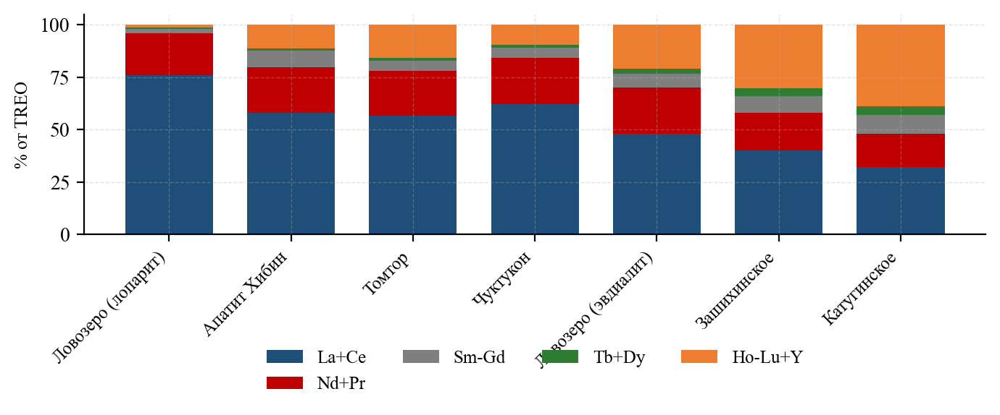 % от TREO
100
75
50
25
0
Ловозеро (лопарит)
Апатит Хибин
Томтор
Чуктукон
Ловозеро (эвдиалит)
Зашихинское
Катугинское
La+Ce
Sm-Gd
Tb+Dy
Ho-Lu+Y
Nd+Pr